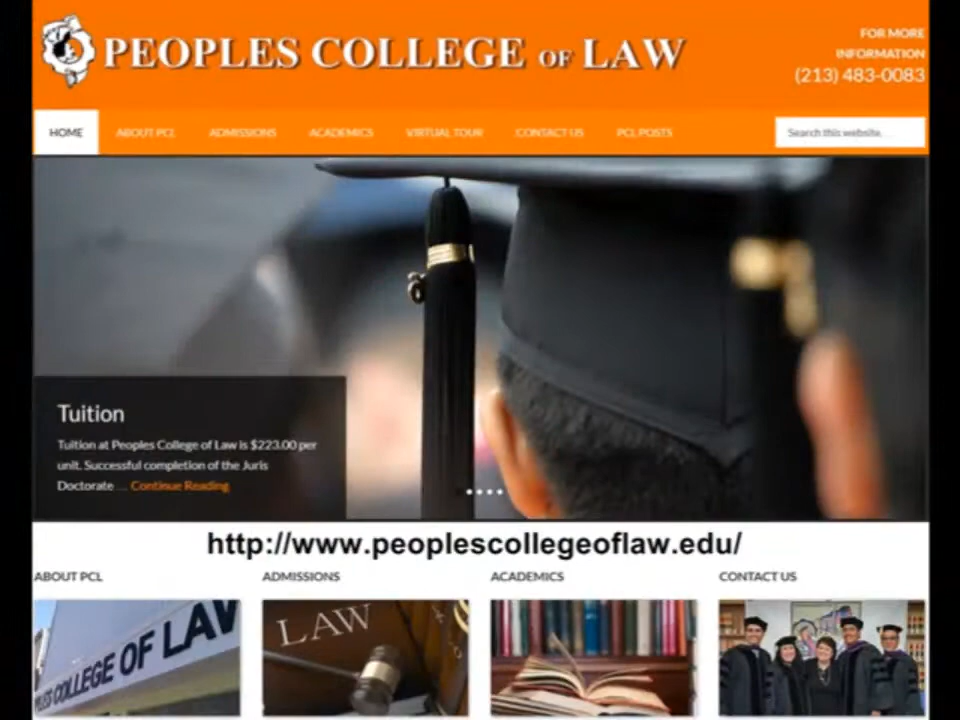 PEOPLES COLLEGE OF LAW
FOR MORE
INFORMATION
(213) 483-0083
HOME ABOUT PCL ADMISSIONS ACADEMICS VIRTUAL TOUR CONTACT US PCL POSTS Search this website...
Tuition
Tuition at Peoples College of Law is $223.00 per
unit. Successful completion of the Juris
Doctorate ... Continue Reading
http://www.peoplescollegeoflaw.edu/
ABOUT PCL ADMISSIONS ACADEMICS CONTACT US
COLLEGE OF LAW
LAW